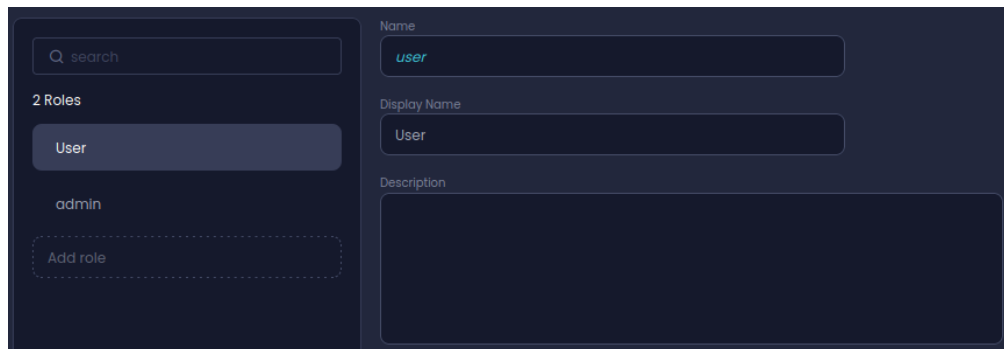 search
2 Roles
User
admin
Add role
Name
user
Display Name
User
Description